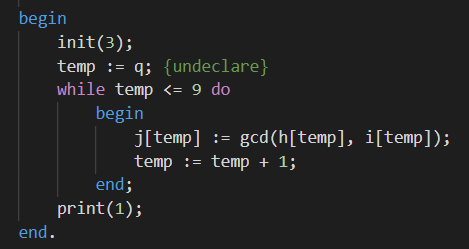 begin
init(3);
temp := q; {undeclare}
while temp <= 9 do
begin
j[temp] := gcd(h[temp], i[temp]);
temp := temp + 1;
end;
print(1);
end.